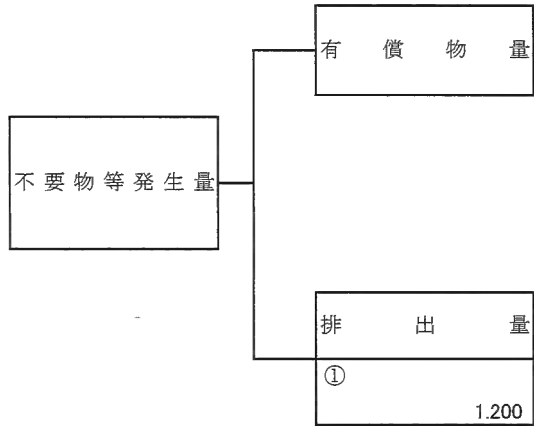 有償物量
不要物等発生量
排出量
①
1.200